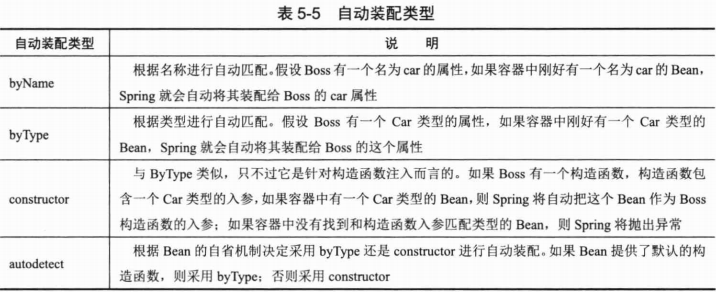 表 5-5 自动装配类型
自动装配类型 说 明
byName
根据名称进行自动匹配。假设 Boss 有一个名为 car 的属性,如果容器中刚好有一个名为 car 的 Bean,
Spring 就会自动将其装配给 Boss 的 car 属性
byType
根据类型进行自动匹配。假设 Boss 有一个 Car 类型的属性，如果容器中刚好有一个 Car 类型的
Bean，Spring 就会自动将其装配给 Boss 的这个属性
constructor
与 ByType 类似，只不过它是针对构造函数注入而言的。如果 Boss 有一个构造函数，构造函数包
含一个 Car 类型的入参,如果容器中有一个 Car 类型的 Bean,则 Spring 将自动把这个 Bean 作为 Boss
构造函数的入参；如果容器中没有找到和构造函数入参匹配类型的 Bean，则 Spring 将抛出异常
autodetect
根据 Bean 的自省机制决定采用 byType 还是 constructor 进行自动装配。如果 Bean 提供了默认的构
造函数，则采用 byType；否则采用 constructor